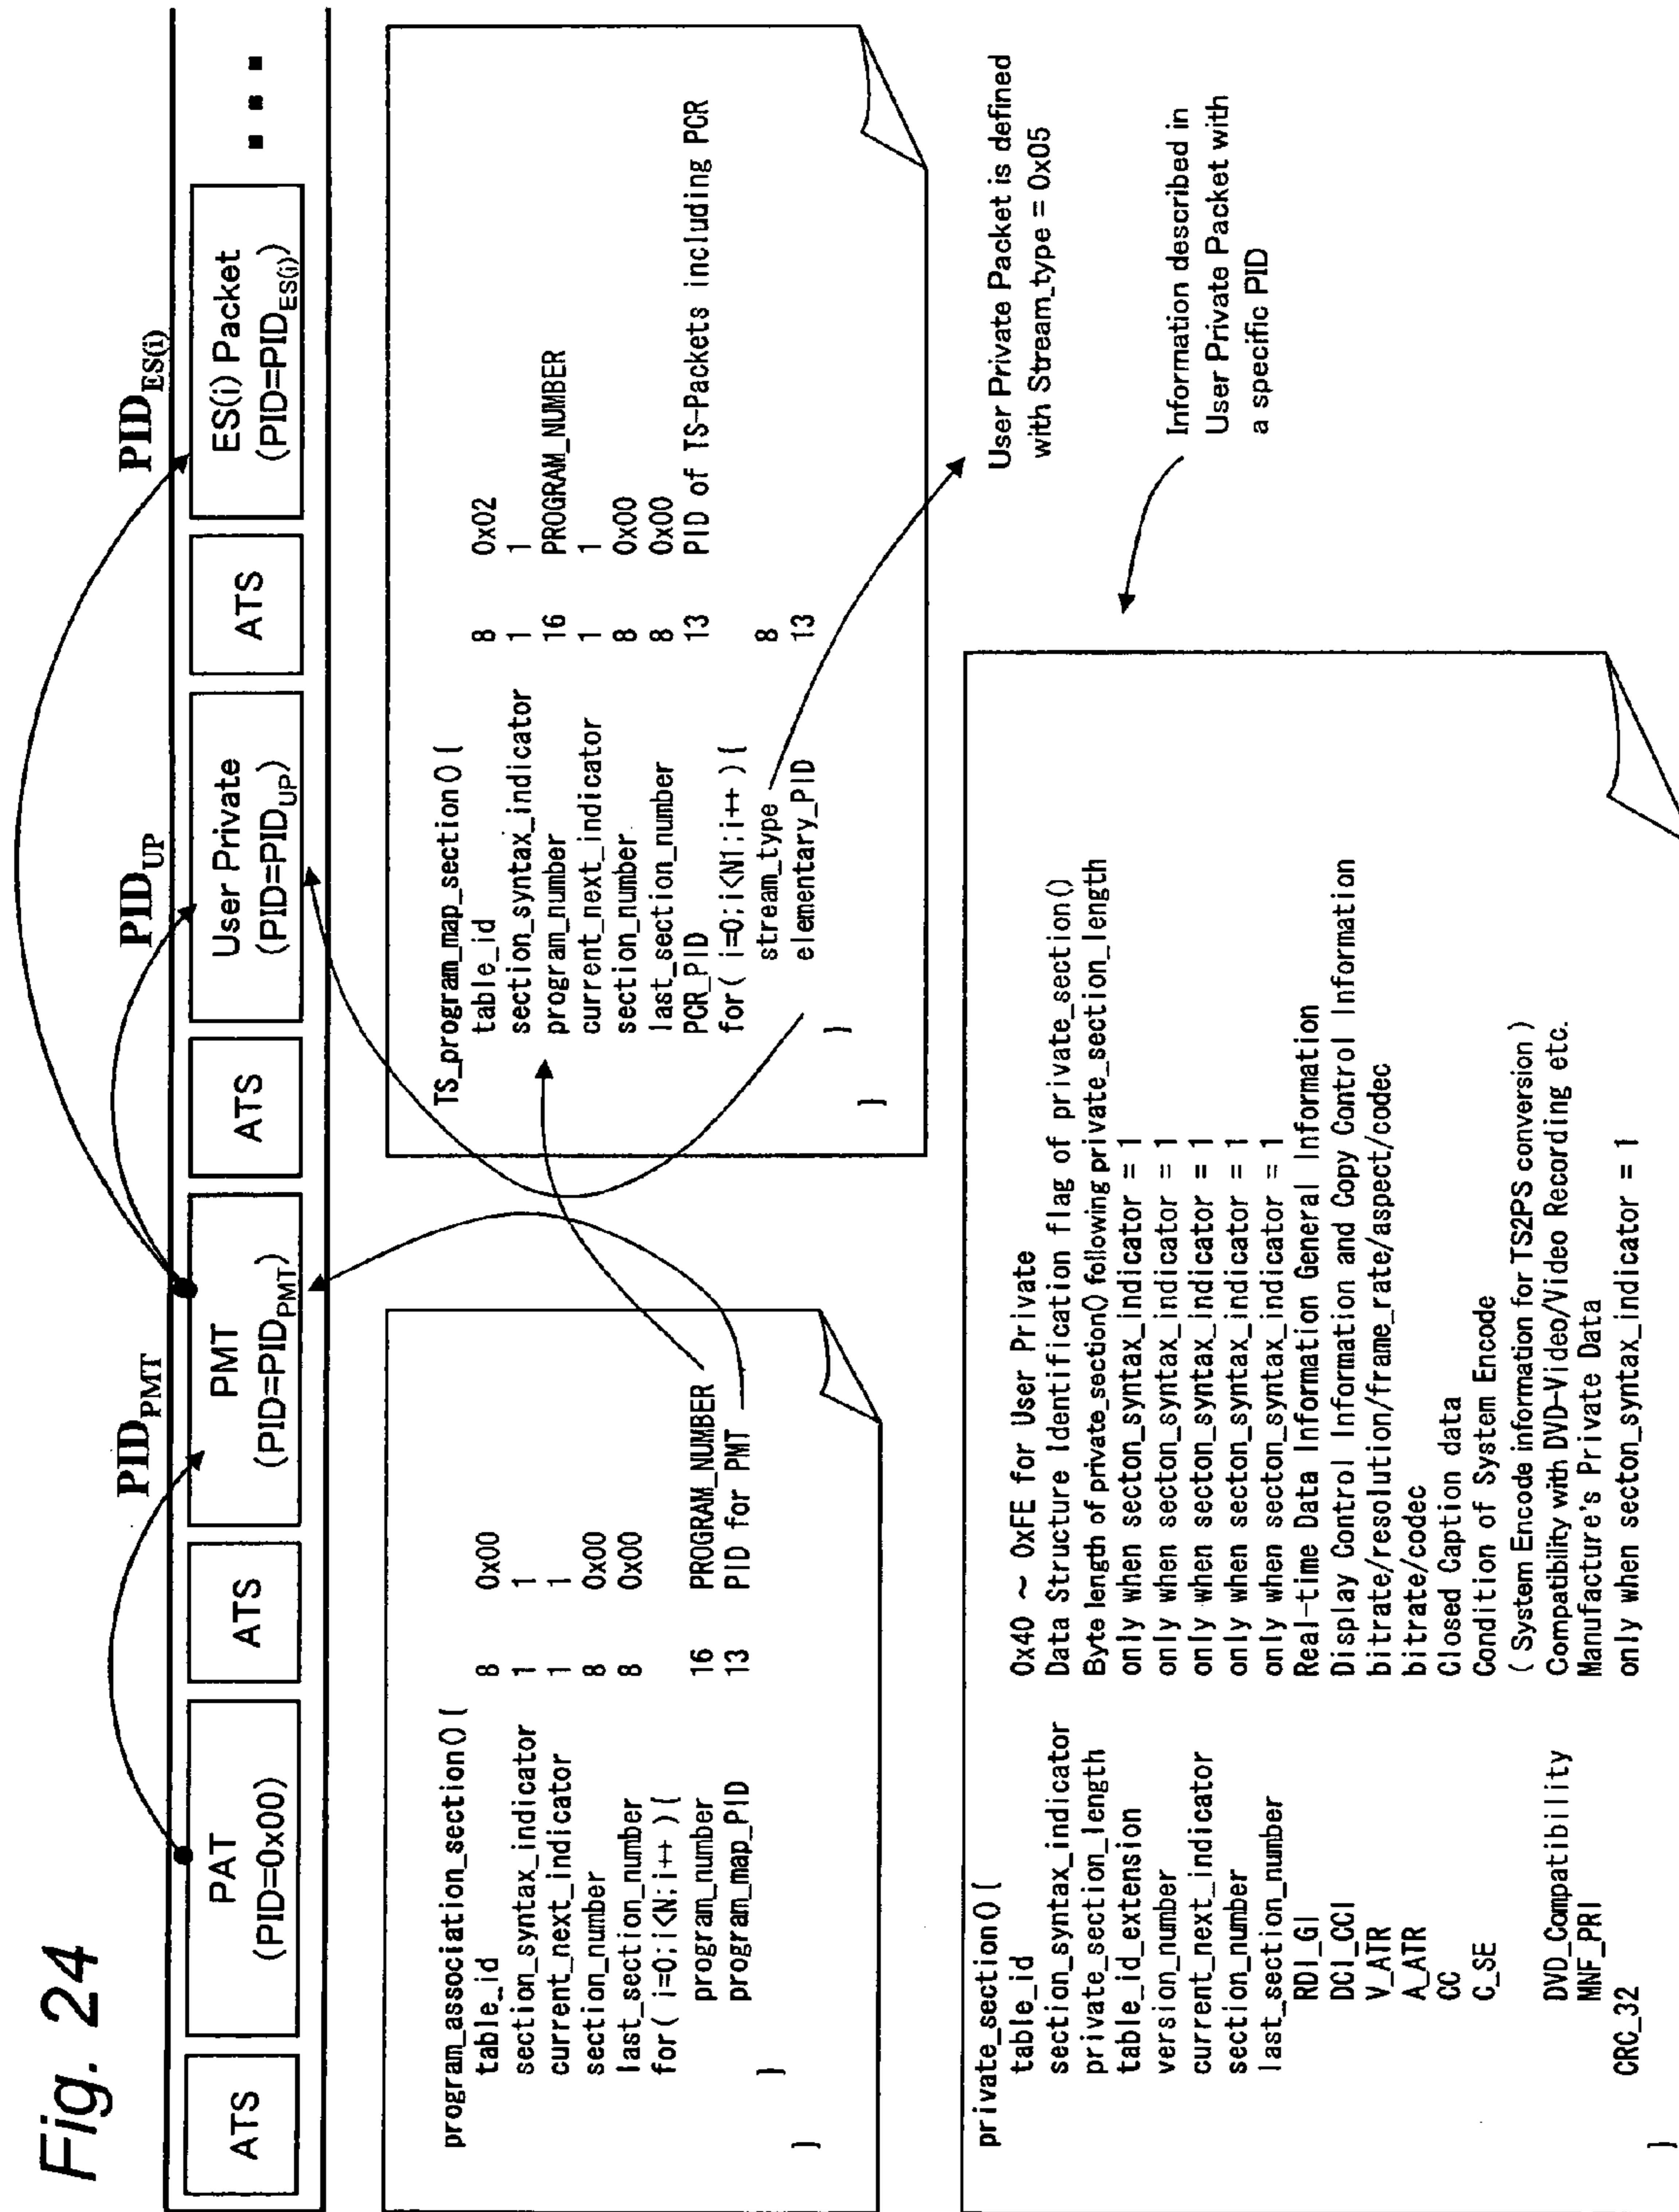 Fig. 24
PID_PMT PID_UP PID_ES(i)
ATS PAT (PID=0x00) ATS PMT (PID=PID_PMT) ATS User Private (PID=PID_UP) ATS ES(i) Packet (PID=PID_ES(i)) ▪ ▪ ▪
program_association_section(){
table_id 8 0x00
section_syntax_indicator 1 1
current_next_indicator 1 1
section_number 8 0x00
last_section_number 8 0x00
for( i=0;i<N;i++ ){
program_number 16 PROGRAM_NUMBER
program_map_PID 13 PID for PMT
}
}
TS_program_map_section(){
table_id 8 0x02
section_syntax_indicator 1 1
program_number 16 PROGRAM_NUMBER
current_next_indicator 1 1
section_number 8 0x00
last_section_number 8 0x00
PCR_PID 13 PID of TS-Packets including PCR
for( i=0;i<N1;i++ ){
stream_type 8
elementary_PID 13
}
}
User Private Packet is defined
with Stream_type = 0x05
private_section(){
table_id 0x40 ~ 0xFE for User Private
section_syntax_indicator Data Structure Identification flag of private_section()
private_section_length Byte length of private_section() following private_section_length
table_id_extension only when secton_syntax_indicator = 1
version_number only when secton_syntax_indicator = 1
current_next_indicator only when secton_syntax_indicator = 1
section_number only when secton_syntax_indicator = 1
last_section_number only when secton_syntax_indicator = 1
RDI_GI Real-time Data Information General Information
DCI_CCI Display Control Information and Copy Control Information
V_ATR bitrate/resolution/frame_rate/aspect/codec
A_ATR bitrate/codec
CC Closed Caption data
C_SE Condition of System Encode
( System Encode information for TS2PS conversion )
DVD_Compatibility Compatibility with DVD-Video/Video Recording etc.
MNF_PRI Manufacture's Private Data
CRC_32 only when secton_syntax_indicator = 1
}
Information described in
User Private Packet with
a specific PID